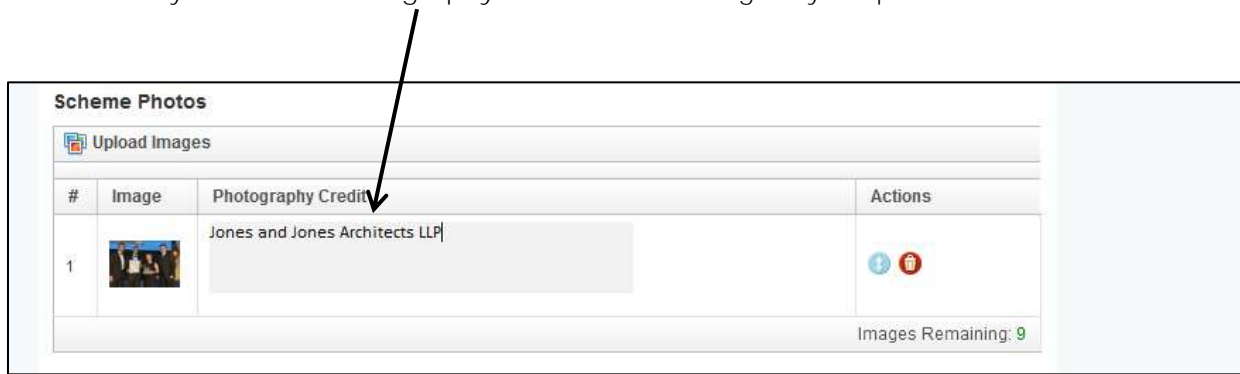 Scheme Photos
Upload Images
# Image Photography Credit Actions
Jones and Jones Architects LLP
1
Images Remaining: 9